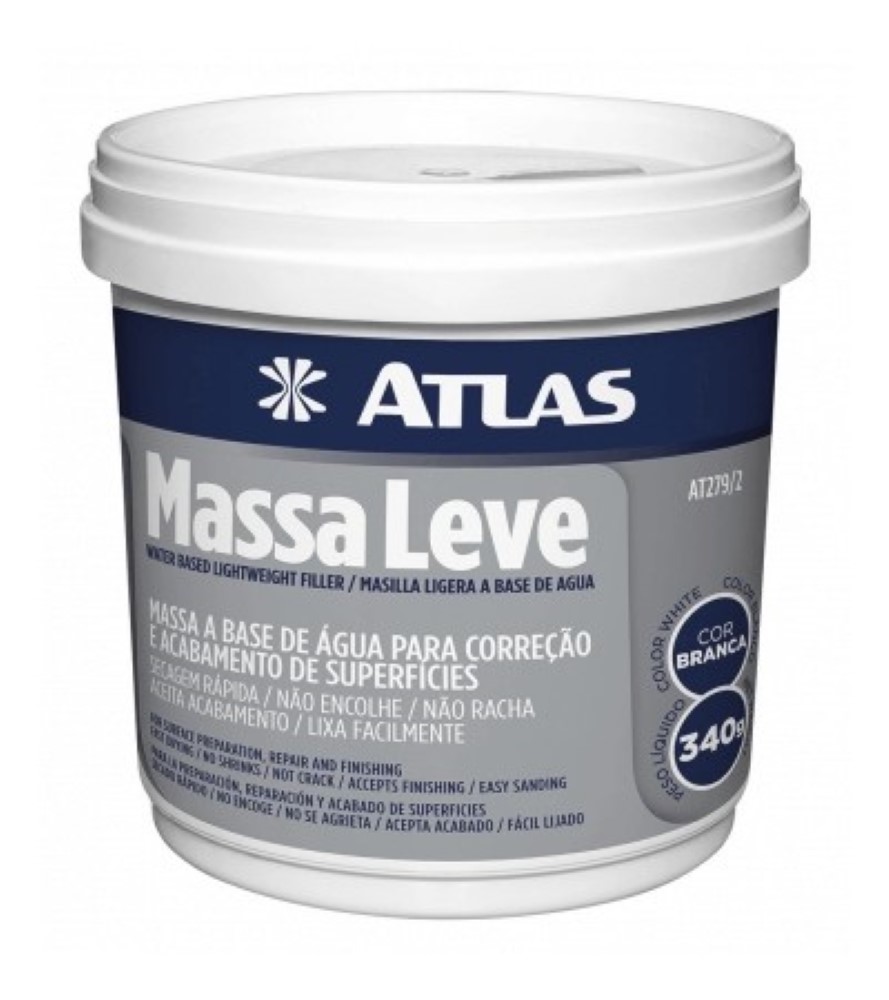 ATLAS
Massa Leve
WATER BASED LIGHTWEIGHT FILLER / MASILLA LIGERA A BASE DE AGUA
AT279/2
MASSA A BASE DE ÁGUA PARA CORREÇÃO
E ACABAMENTO DE SUPERFÍCIES
SECAGEM RÁPIDA / NÃO ENCOLHE / NÃO RACHA
ACEITA ACABAMENTO / LIXA FACILMENTE
FOR SURFACE PREPARATION, REPAIR AND FINISHING
FAST DRYING / NO SHRINKS / NOT CRACK / ACCEPTS FINISHING / EASY SANDING
PARA LA PREPARACIÓN, REPARACIÓN Y ACABADO DE SUPERFICIES
SECADO RÁPIDO / NO ENCOGE / NO SE AGRIETA / ACEPTA ACABADO / FÁCIL LIJADO
COLOR WHITE
COLOR
COR
BRANCA
PESO LÍQUIDO
340g